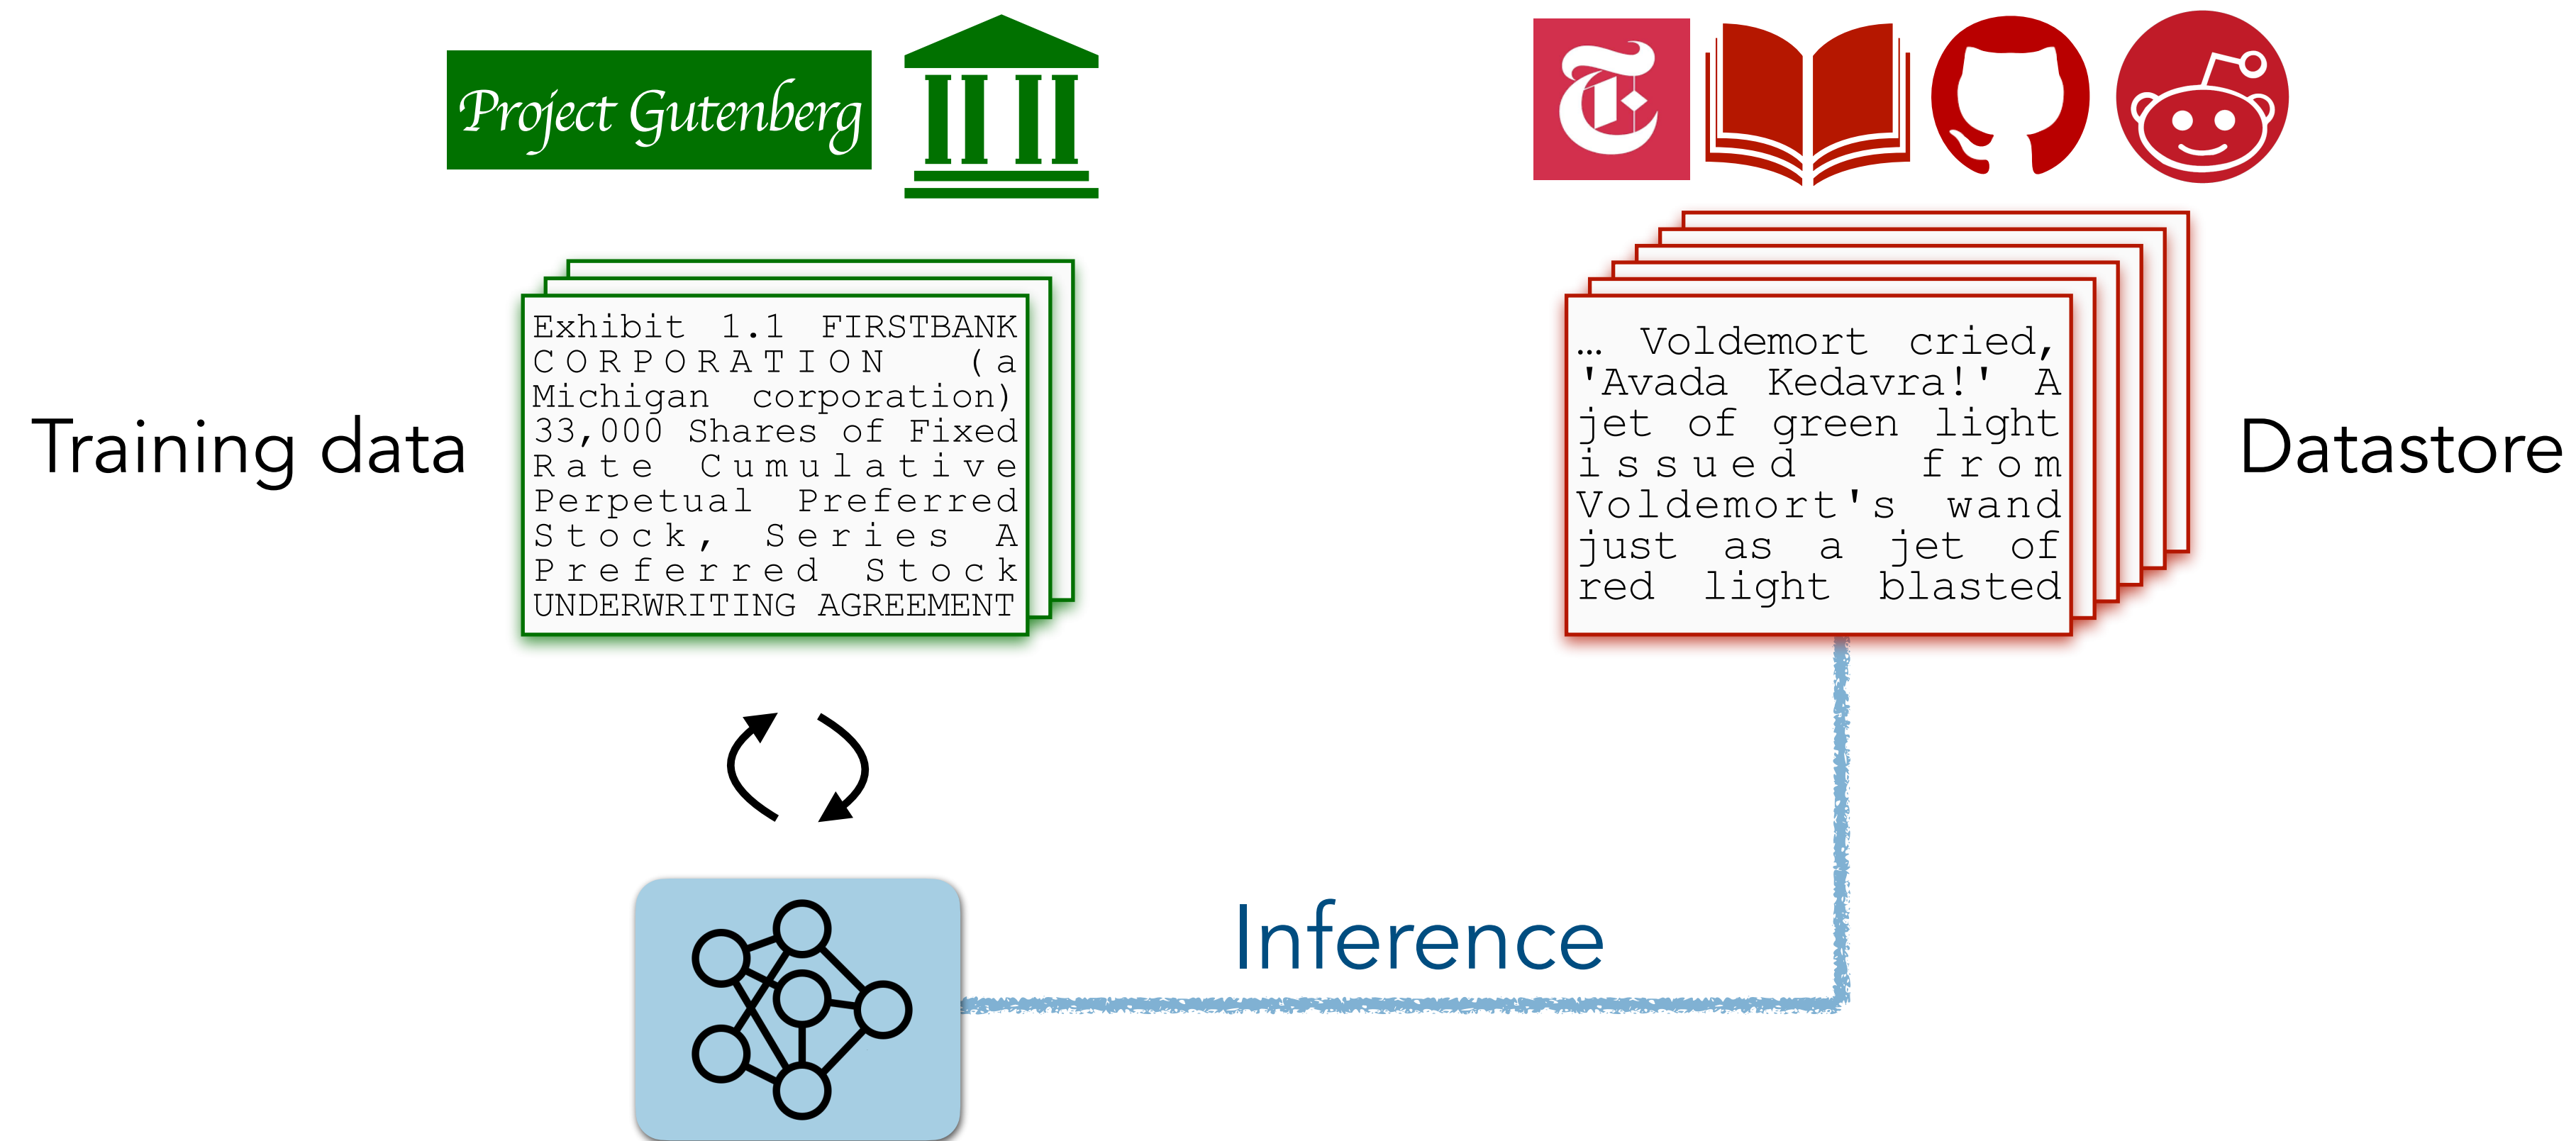 Project Gutenberg
Training data
Exhibit 1.1 FIRSTBANK
CORPORATION (a
Michigan corporation)
33,000 Shares of Fixed
Rate Cumulative
Perpetual Preferred
Stock, Series A
Preferred Stock
UNDERWRITING AGREEMENT
T
… Voldemort cried,
'Avada Kedavra!' A
jet of green light
issued from
Voldemort's wand
just as a jet of
red light blasted
Datastore
Inference